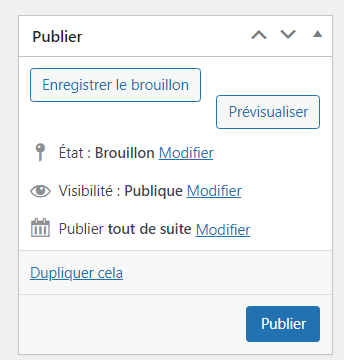 Publier
Enregistrer le brouillon
Prévisualiser
État : Brouillon Modifier
Visibilité : Publique Modifier
Publier tout de suite Modifier
Dupliquer cela
Publier